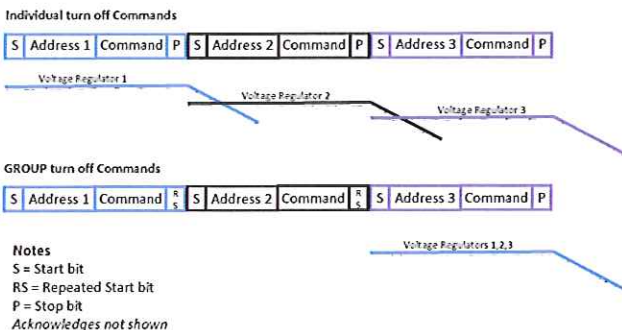 Individual turn off Commands
S Address 1 Command P S Address 2 Command P S Address 3 Command P
Voltage Regulator 1
Voltage Regulator 2
Voltage Regulator 3
GROUP turn off Commands
S Address 1 Command RS S Address 2 Command RS S Address 3 Command P
Voltage Regulators 1,2,3
Notes
S = Start bit
RS = Repeated Start bit
P = Stop bit
Acknowledges not shown